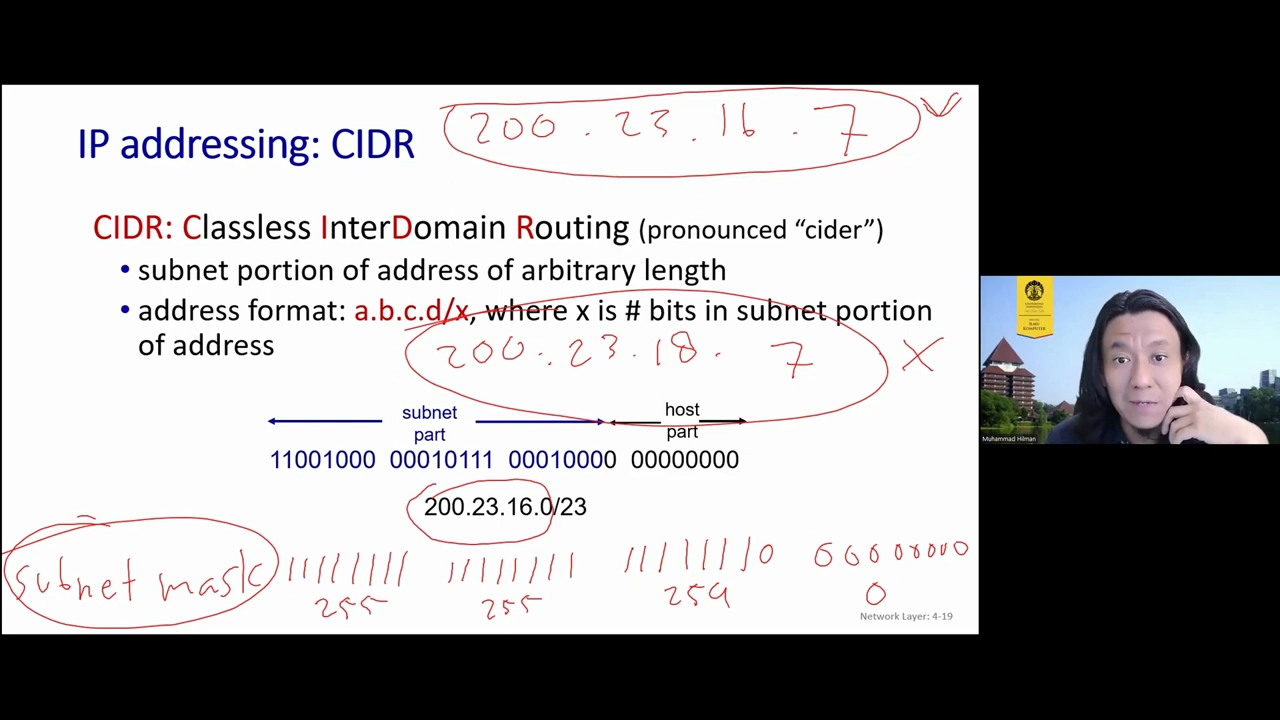 200 . 23 . 16 . 7
IP addressing: CIDR
CIDR: Classless InterDomain Routing (pronounced “cider”)
• subnet portion of address of arbitrary length
• address format: a.b.c.d/x, where x is # bits in subnet portion
of address
200 . 23 . 18 . 7 X
subnet
part
host
part
11001000 00010111 00010000 00000000
200.23.16.0/23
subnet mask 11111111 11111111 11111110 00000000
255 255 254 0
Network Layer: 4-19
ILMU
KOMPUTER
Muhammad Hilman